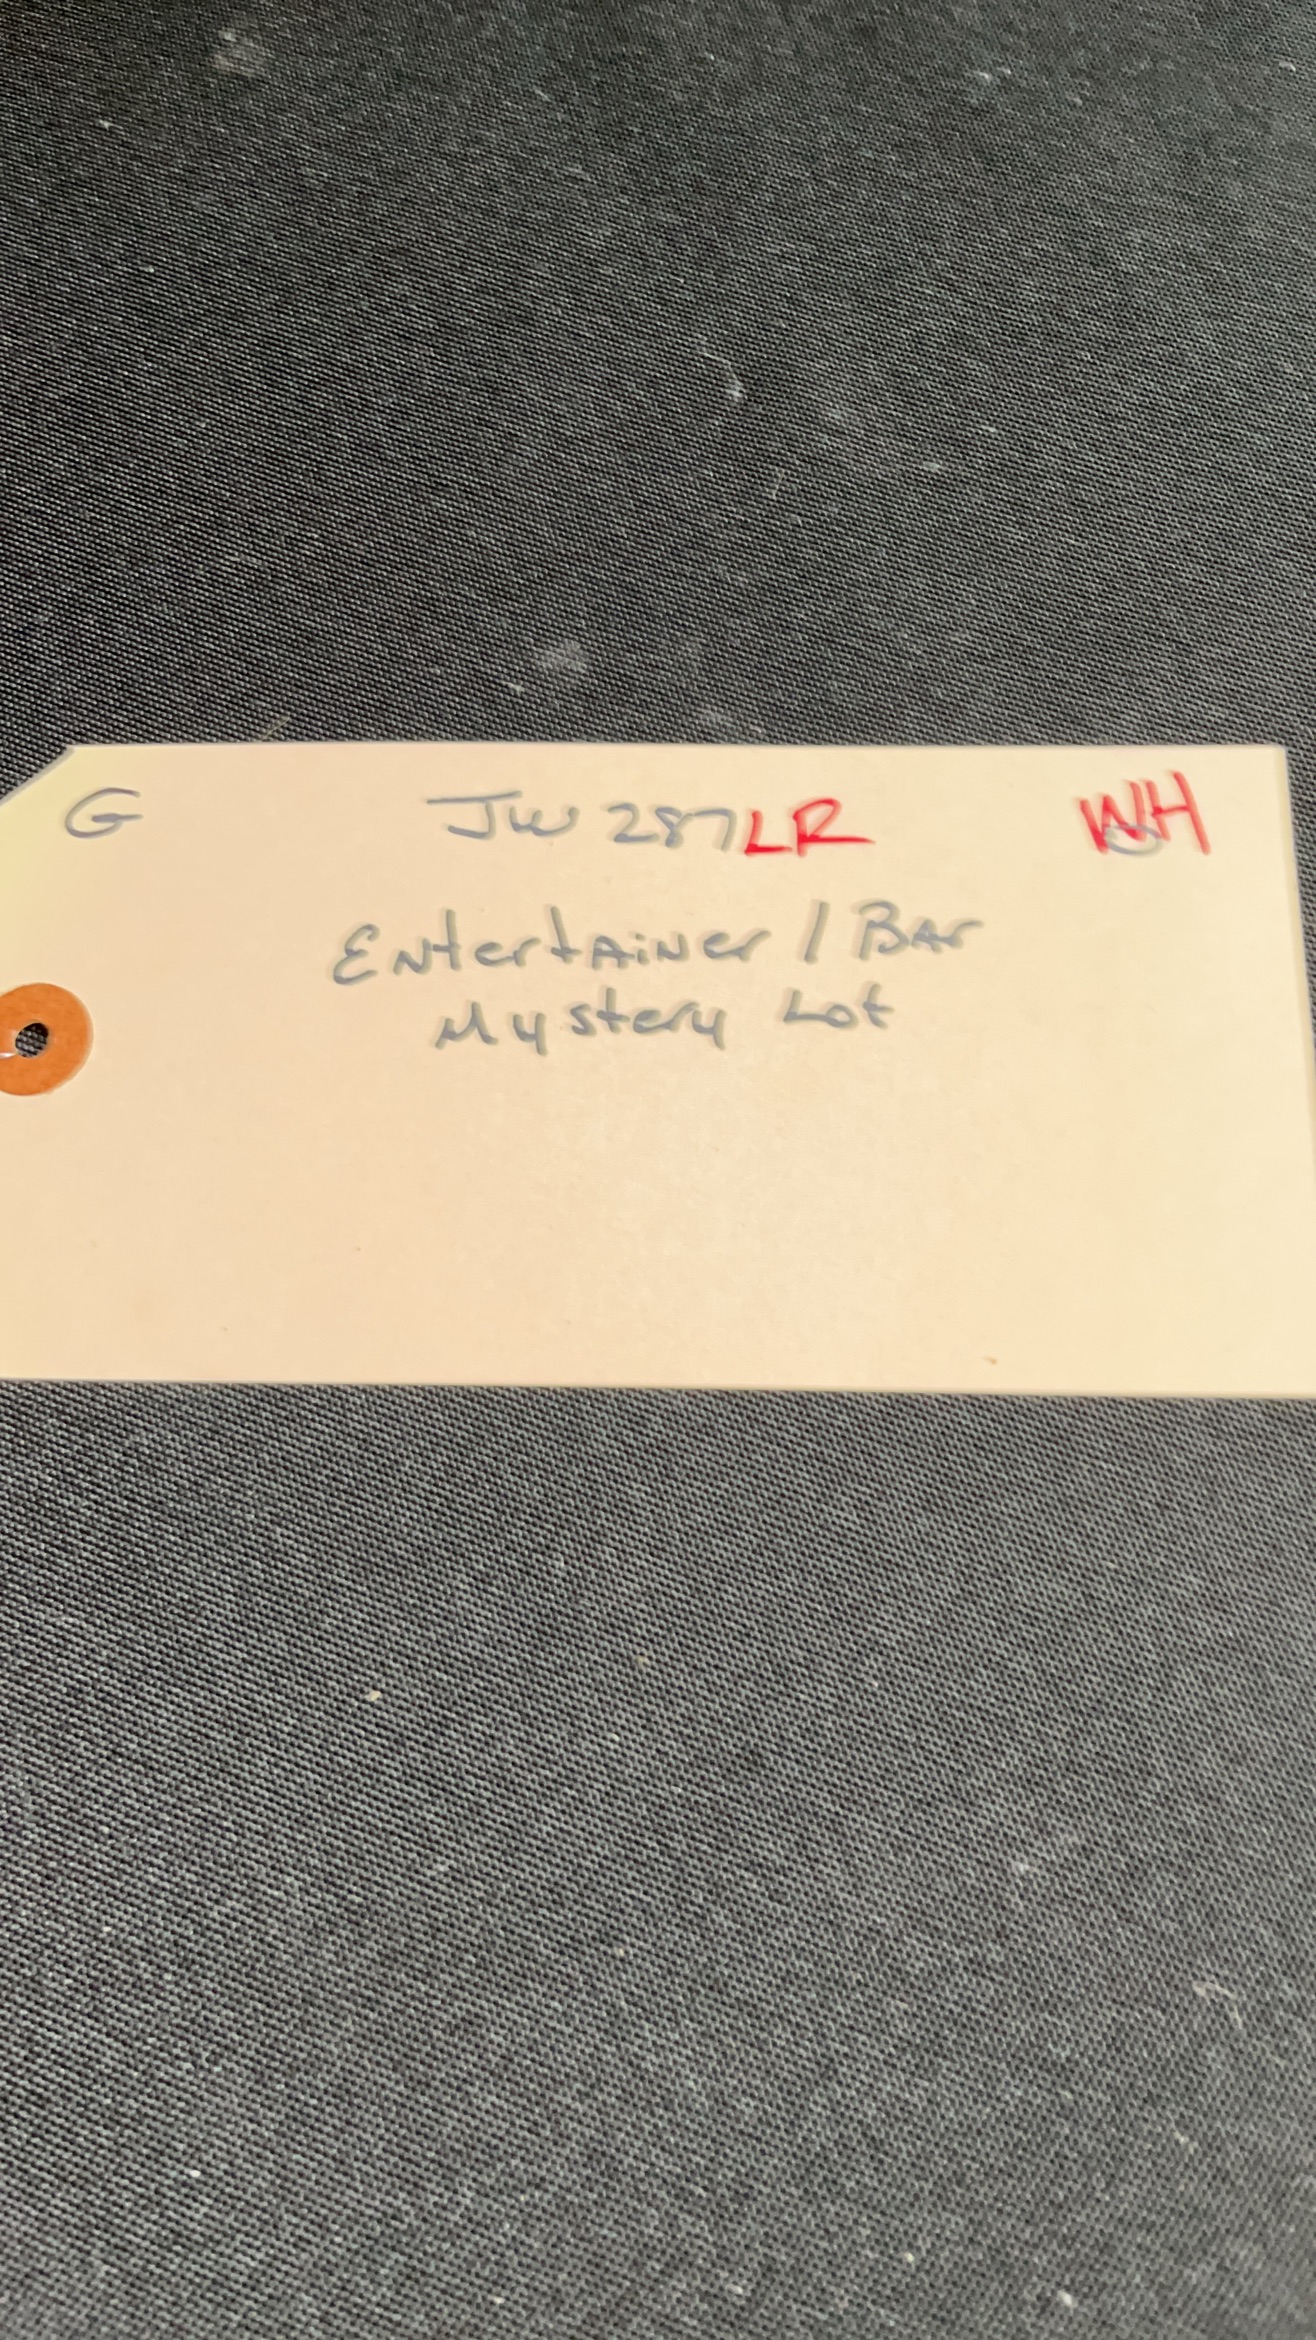 G JW 287LR WH
Entertainer / Bar
Mystery Lot